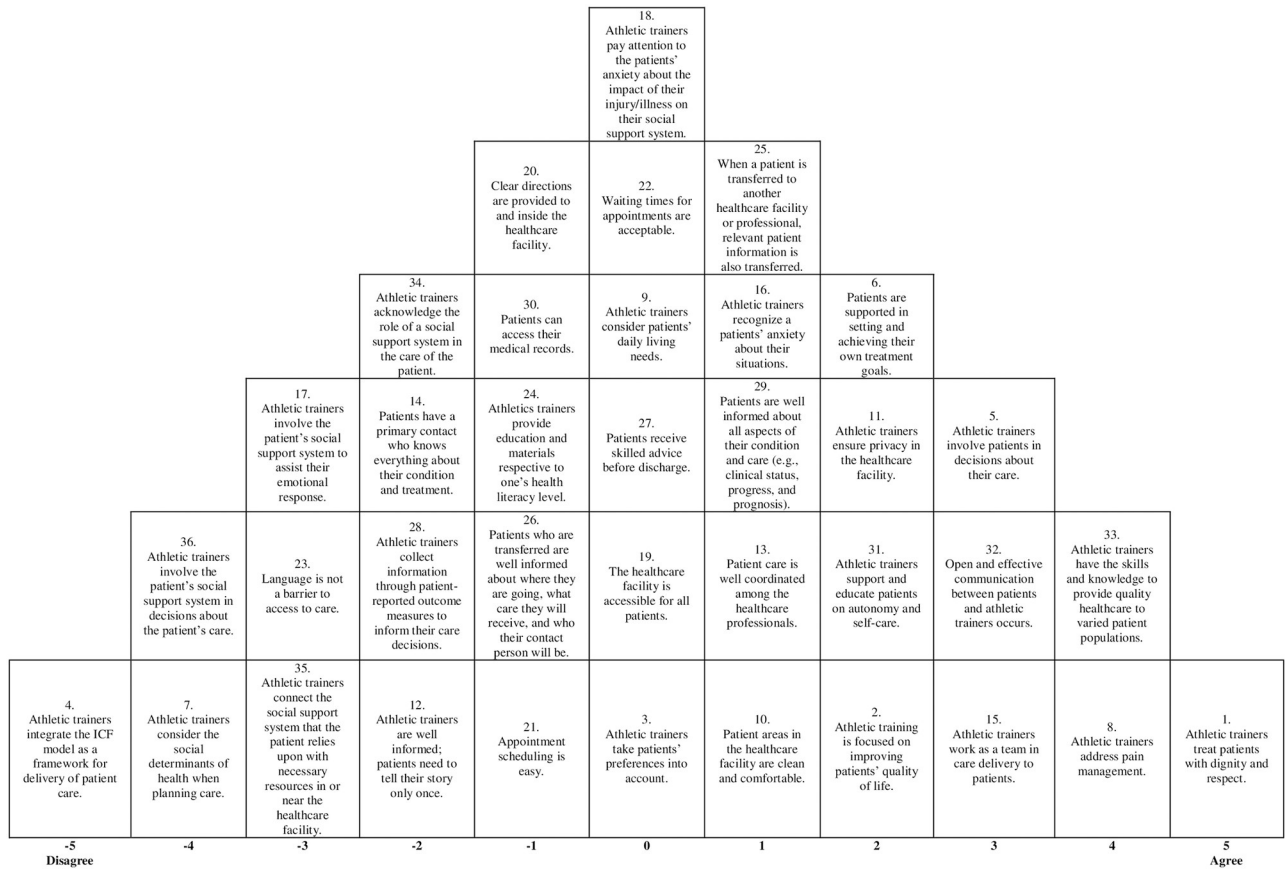 18.
Athletic trainers
pay attention to
the patients’
anxiety about the
impact of their
injury/illness on
their social
support system.
20.
Clear directions
are provided to
and inside the
healthcare
facility.
22.
Waiting times for
appointments are
acceptable.
25.
When a patient is
transferred to
another
healthcare facility
or professional,
relevant patient
information is
also transferred.
34.
Athletic trainers
acknowledge the
role of a social
support system in
the care of the
patient.
30.
Patients can
access their
medical records.
9.
Athletic trainers
consider patients’
daily living
needs.
16.
Athletic trainers
recognize a
patients’ anxiety
about their
situations.
6.
Patients are
supported in
setting and
achieving their
own treatment
goals.
17.
Athletic trainers
involve the
patient’s social
support system to
assist their
emotional
response.
14.
Patients have a
primary contact
who knows
everything about
their condition
and treatment.
24.
Athletics trainers
provide
education and
materials
respective to
one’s health
literacy level.
27.
Patients receive
skilled advice
before discharge.
29.
Patients are well
informed about
all aspects of
their condition
and care (e.g.,
clinical status,
progress, and
prognosis).
11.
Athletic trainers
ensure privacy in
the healthcare
facility.
5.
Athletic trainers
involve patients in
decisions about
their care.
36.
Athletic trainers
involve the
patient’s social
support system in
decisions about
the patient’s care.
23.
Language is not
a barrier to
access to care.
28.
Athletic trainers
collect
information
through patient-
reported outcome
measures to
inform their care
decisions.
26.
Patients who are
transferred are
well informed
about where they
are going, what
care they will
receive, and who
their contact
person will be.
19.
The healthcare
facility is
accessible for all
patients.
13.
Patient care is
well coordinated
among the
healthcare
professionals.
31.
Athletic trainers
support and
educate patients
on autonomy and
self-care.
32.
Open and effective
communication
between patients
and athletic
trainers occurs.
33.
Athletic trainers
have the skills
and knowledge to
provide quality
healthcare to
varied patient
populations.
4.
Athletic trainers
integrate the ICF
model as a
framework for
delivery of patient
care.
7.
Athletic trainers
consider the
social
determinants of
health when
planning care.
35.
Athletic trainers
connect the
social support
system that the
patient relies
upon with
necessary
resources in or
near the
healthcare
facility.
12.
Athletic trainers
are well
informed;
patients need to
tell their story
only once.
21.
Appointment
scheduling is
easy.
3.
Athletic trainers
take patients’
preferences into
account.
10.
Patient areas in
the healthcare
facility are clean
and comfortable.
2.
Athletic training
is focused on
improving
patients’ quality
of life.
15.
Athletic trainers
work as a team in
care delivery to
patients.
8.
Athletic trainers
address pain
management.
1.
Athletic trainers
treat patients
with dignity and
respect.
-5 -4 -3 -2 -1 0 1 2 3 4 5
Disagree Agree